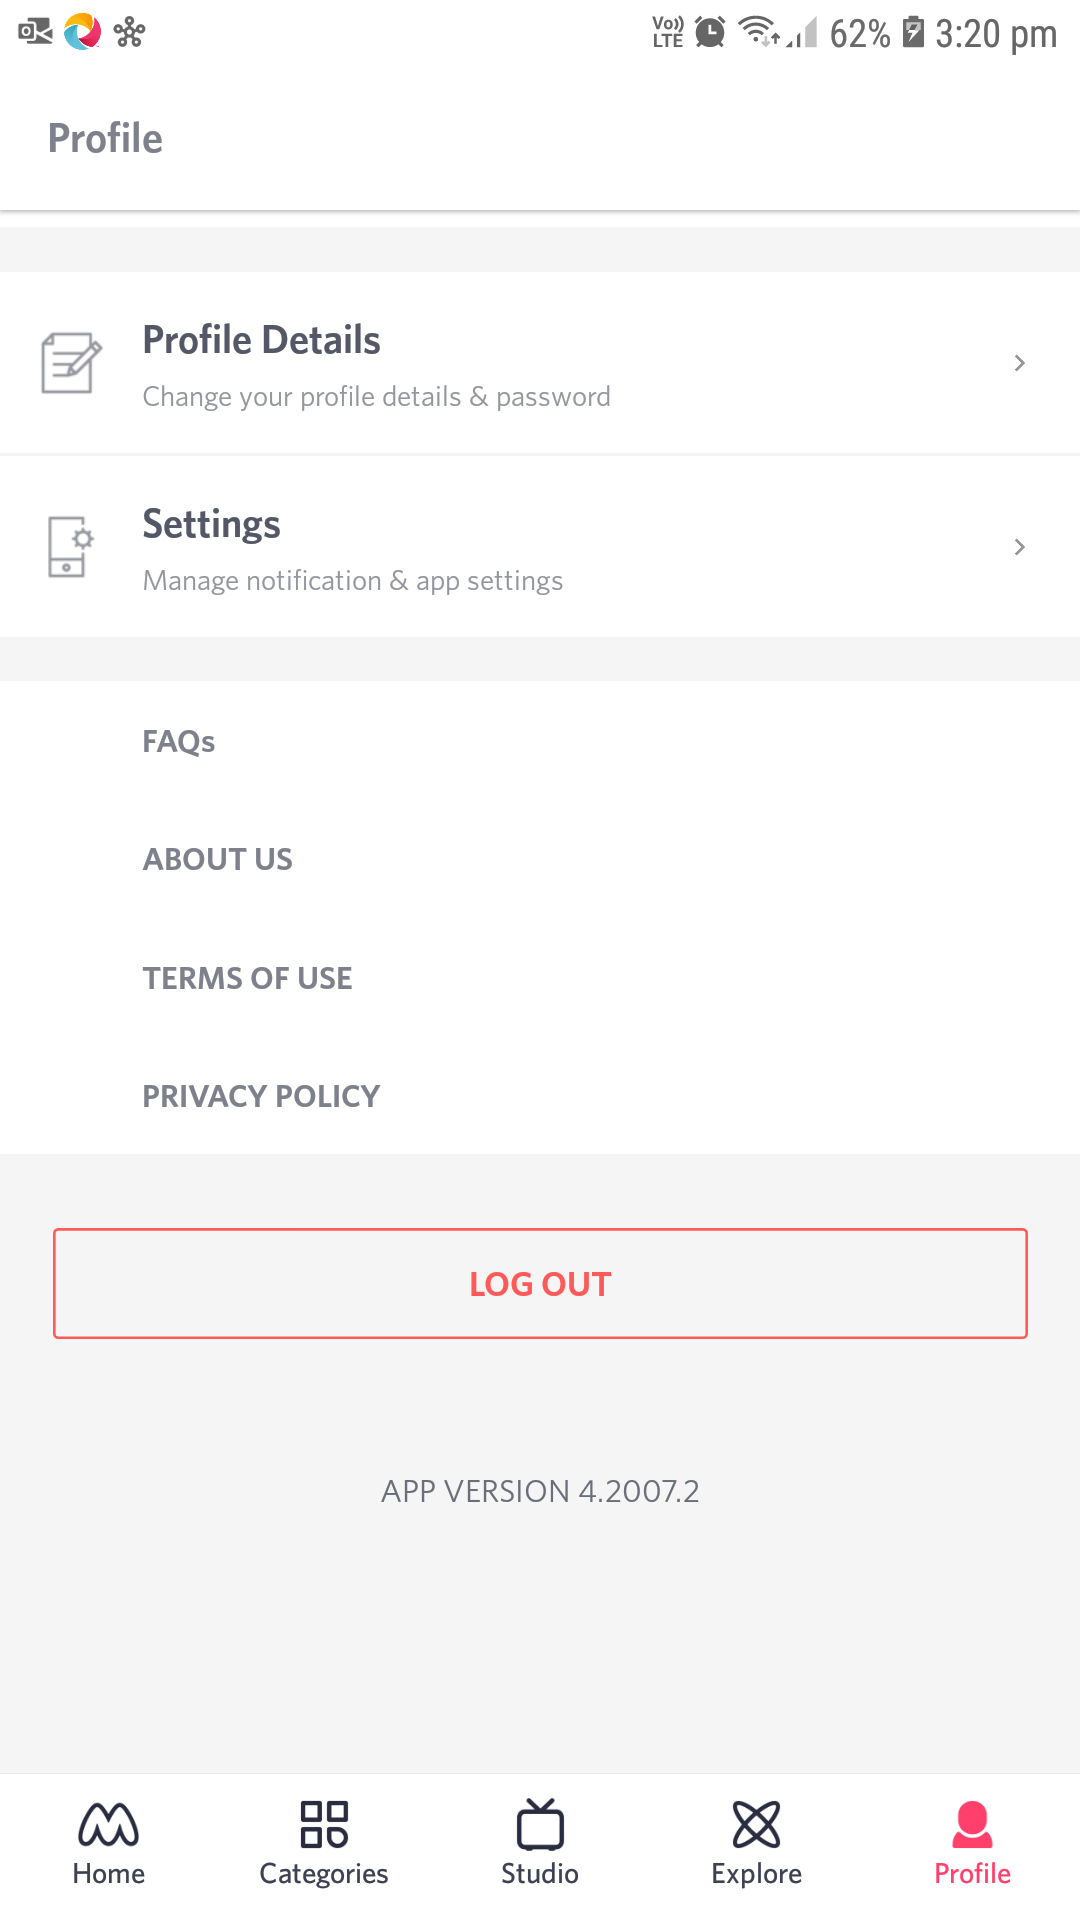 Vo)) LTE 62% 3:20 pm
Profile
Profile Details
Change your profile details & password
Settings
Manage notification & app settings
FAQs
ABOUT US
TERMS OF USE
PRIVACY POLICY
LOG OUT
APP VERSION 4.2007.2
Home Categories Studio Explore Profile